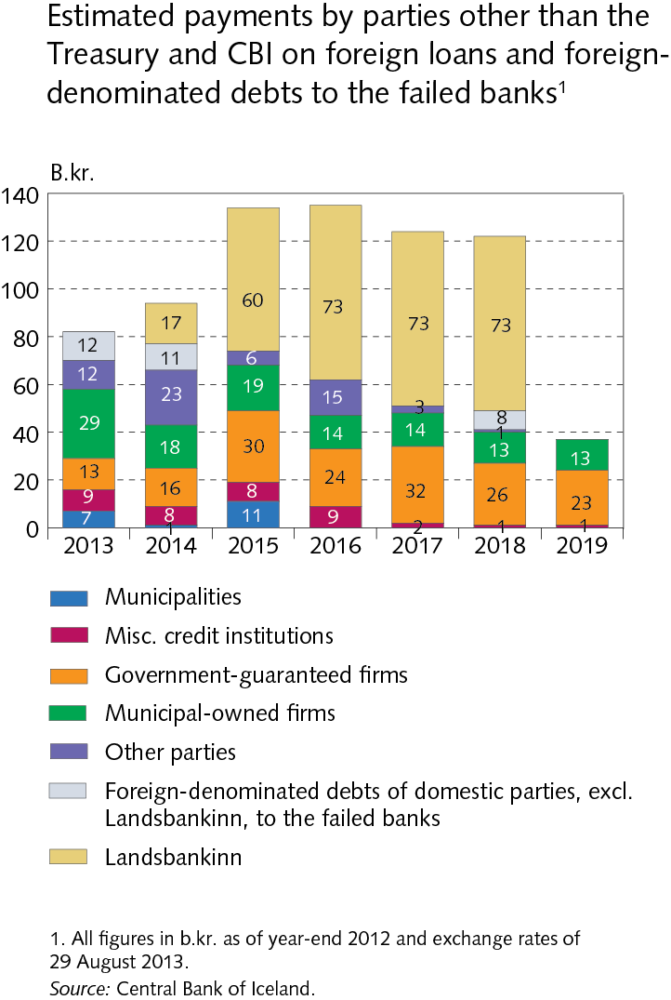 Estimated payments by parties other than the
Treasury and CBI on foreign loans and foreign-
denominated debts to the failed banks¹
B.kr.
140
120
100
80
60
40
20
0
12
12
29
13
9
7
17
11
23
18
16
8
1
60
6
19
30
8
11
73
15
14
24
9
73
3
14
32
2
73
8
1
13
26
1
13
23
1
2013 2014 2015 2016 2017 2018 2019
Municipalities
Misc. credit institutions
Government-guaranteed firms
Municipal-owned firms
Other parties
Foreign-denominated debts of domestic parties, excl.
Landsbankinn, to the failed banks
Landsbankinn
1. All figures in b.kr. as of year-end 2012 and exchange rates of
29 August 2013.
Source: Central Bank of Iceland.